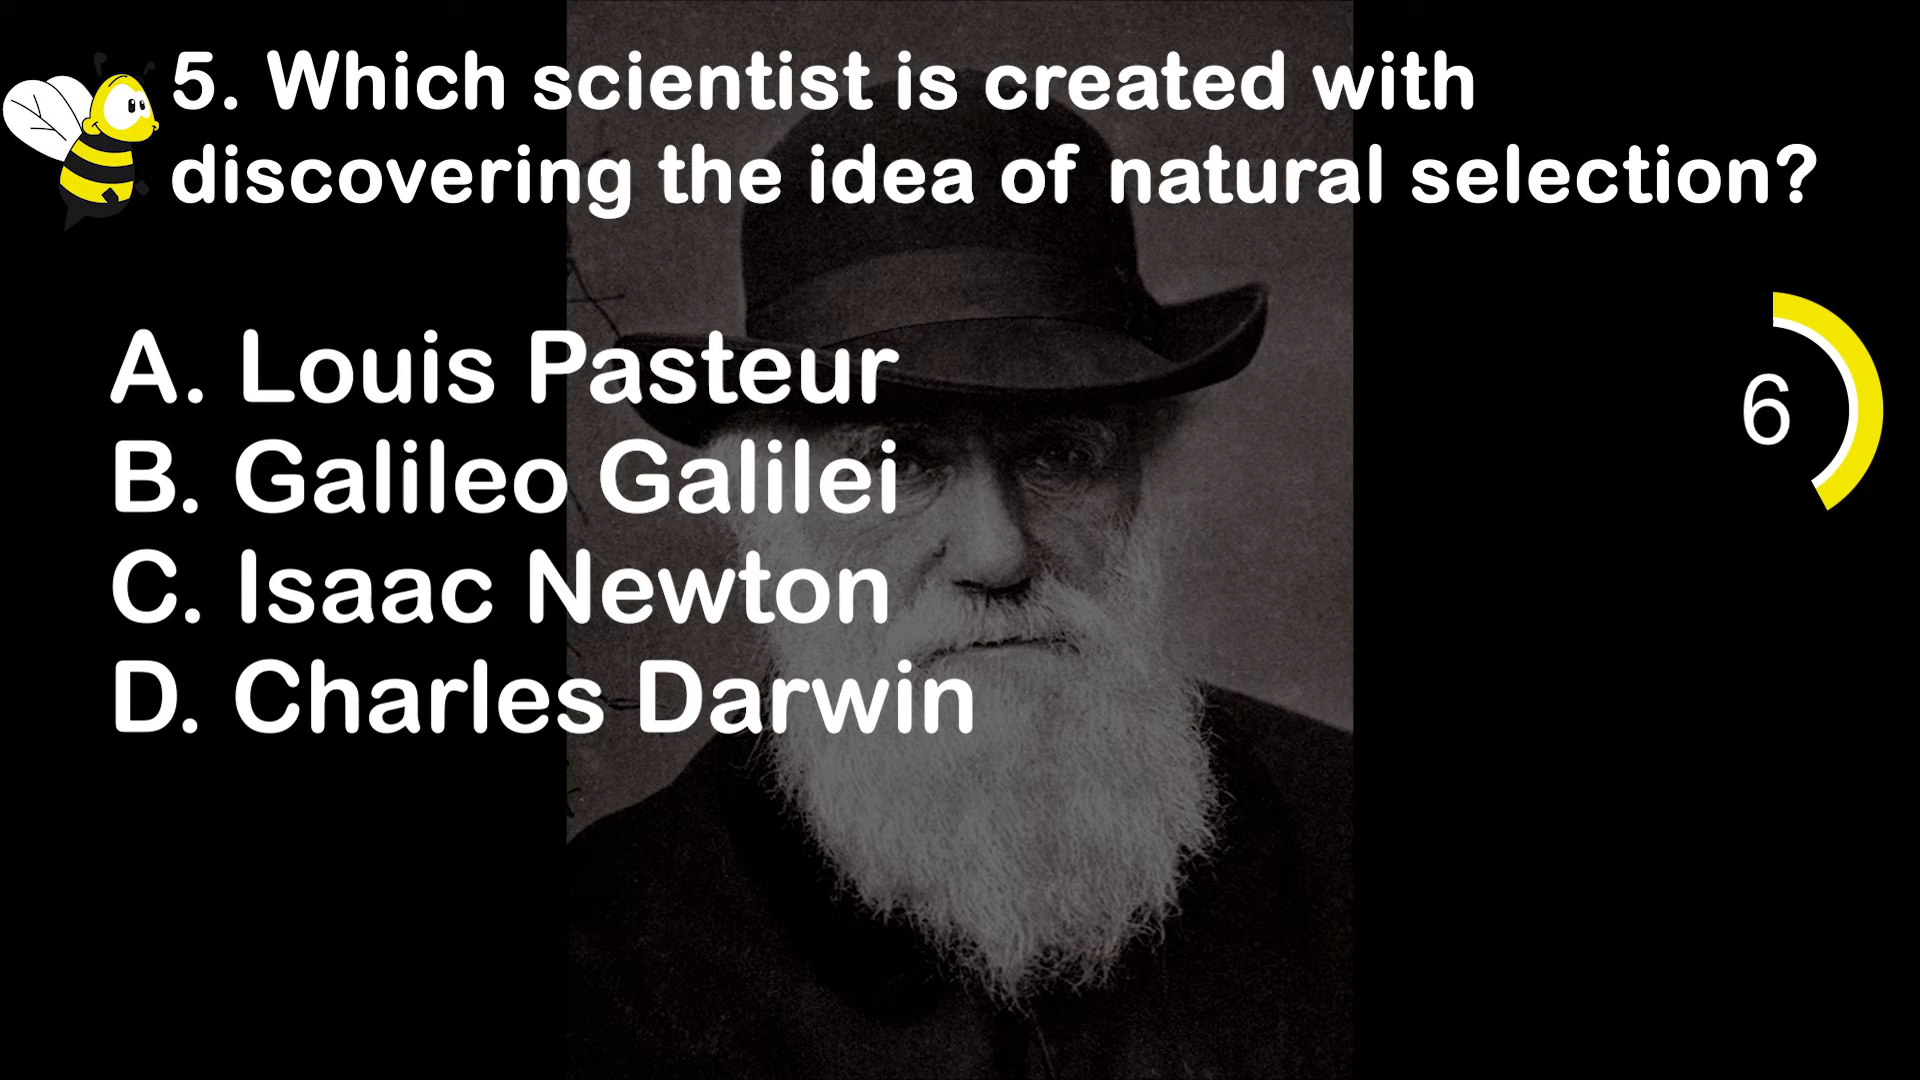 5. Which scientist is created with
discovering the idea of natural selection?
A. Louis Pasteur
B. Galileo Galilei
C. Isaac Newton
D. Charles Darwin
6